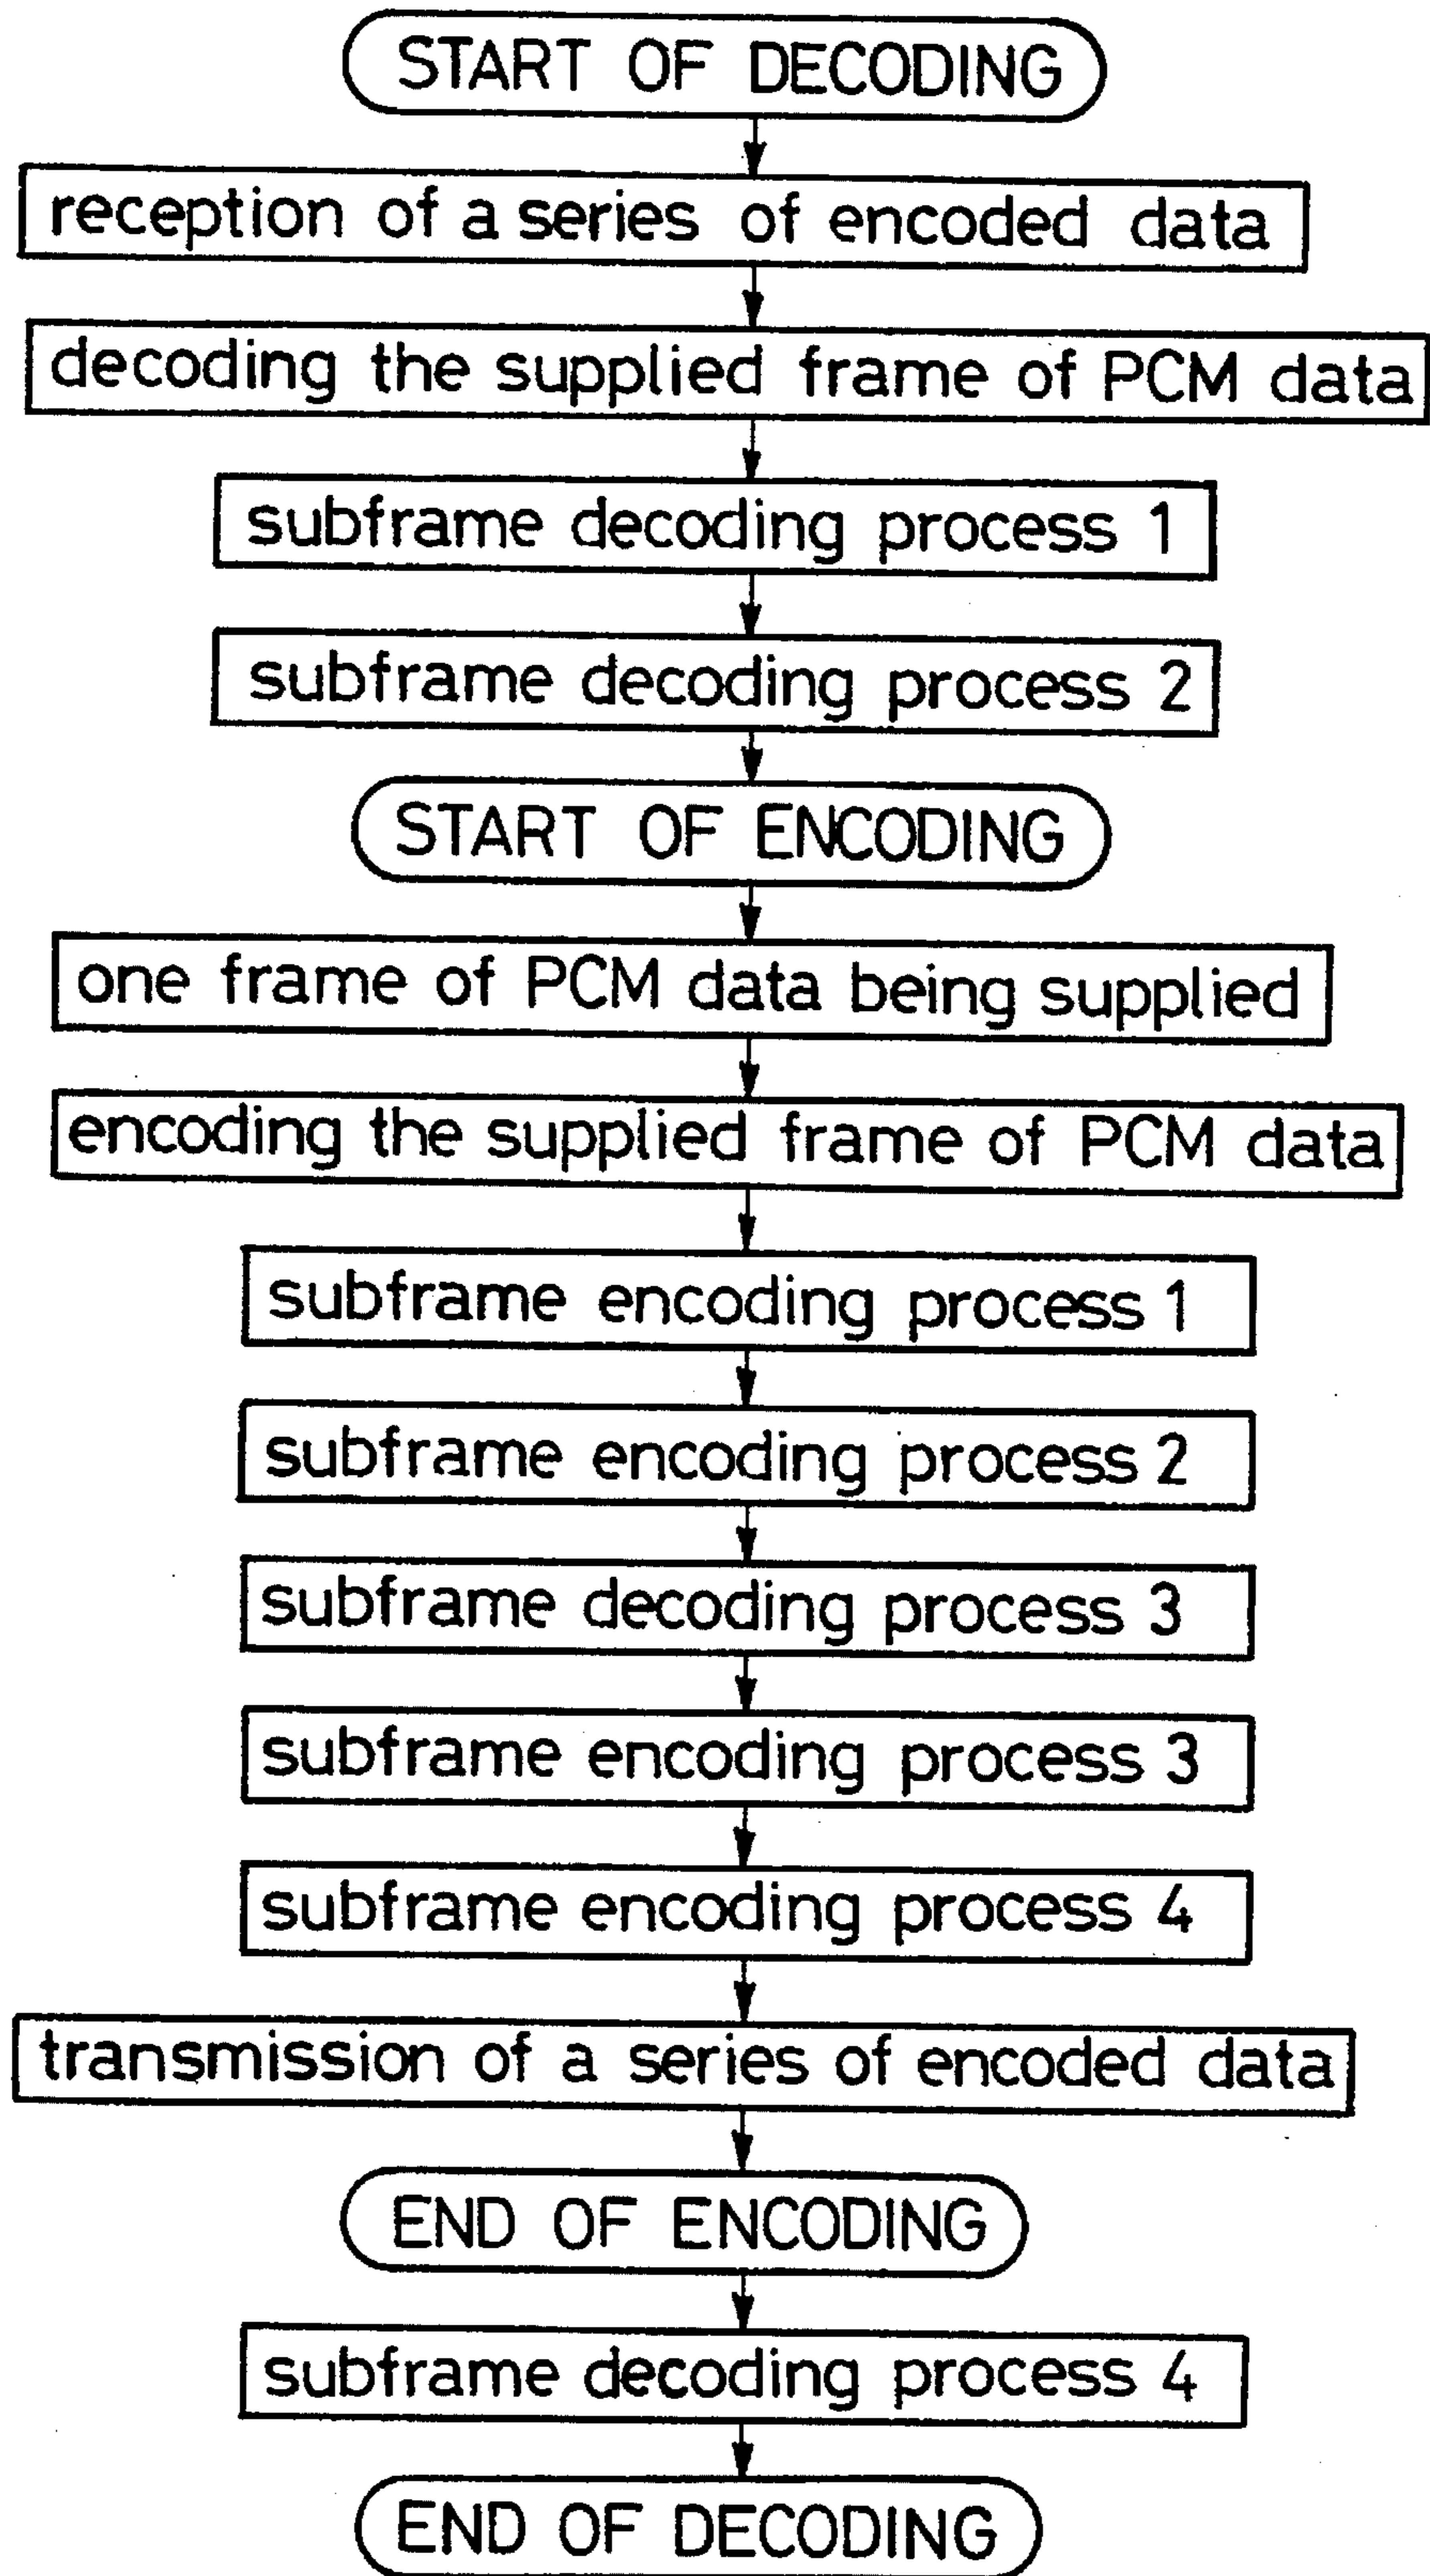 START OF DECODING
reception of a series of encoded data
decoding the supplied frame of PCM data
subframe decoding process 1
subframe decoding process 2
START OF ENCODING
one frame of PCM data being supplied
encoding the supplied frame of PCM data
subframe encoding process 1
subframe encoding process 2
subframe decoding process 3
subframe encoding process 3
subframe encoding process 4
transmission of a series of encoded data
END OF ENCODING
subframe decoding process 4
END OF DECODING